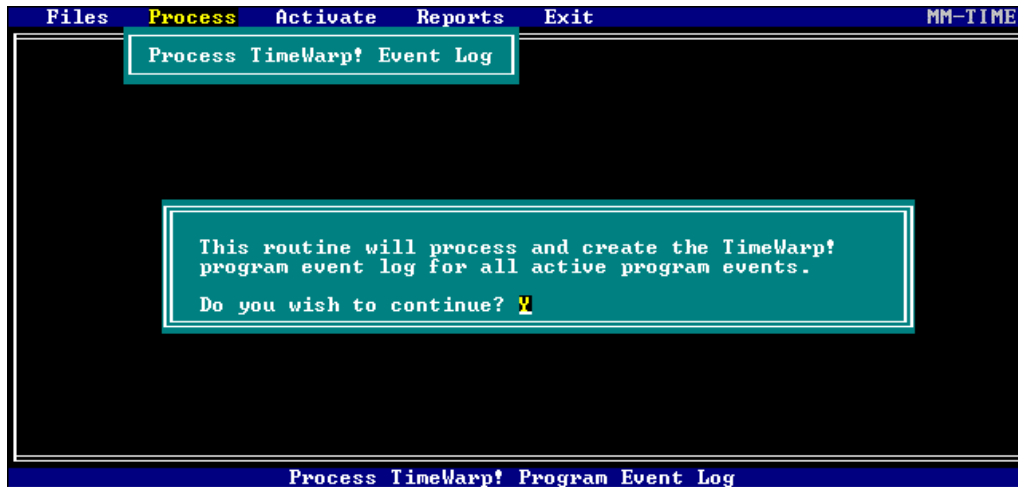 Files Process Activate Reports Exit MM-TIME
Process TimeWarp! Event Log
This routine will process and create the TimeWarp!
program event log for all active program events.
Do you wish to continue? Y
Process TimeWarp! Program Event Log